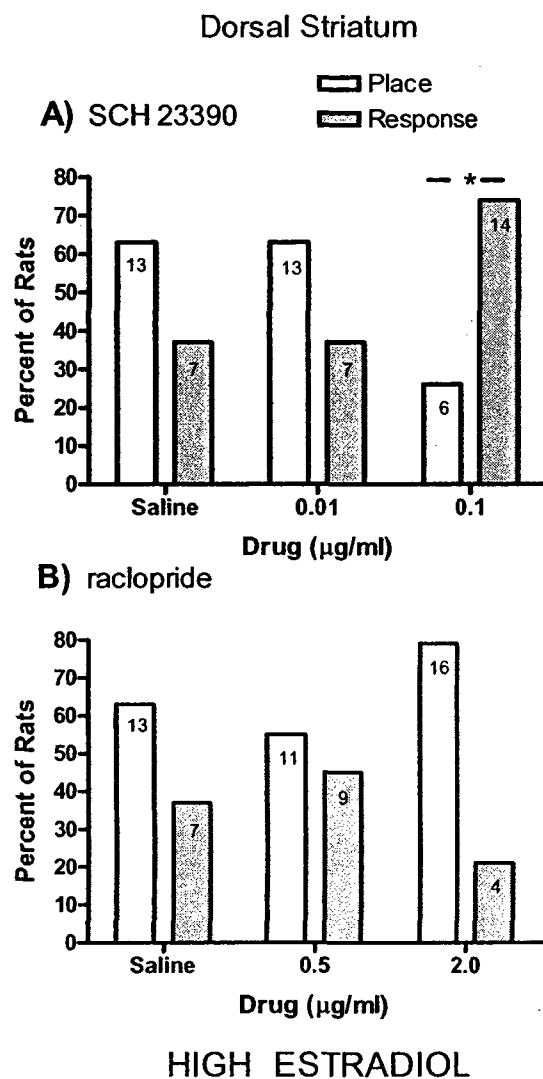 Dorsal Striatum
Place
Response
A) SCH 23390
Percent of Rats
80
70
60
50
40
30
20
10
0
*
13
7
13
7
6
14
Saline
0.01
0.1
Drug (µg/ml)
B) raclopride
Percent of Rats
80
70
60
50
40
30
20
10
0
13
7
11
9
16
4
Saline
0.5
2.0
Drug (µg/ml)
HIGH ESTRADIOL